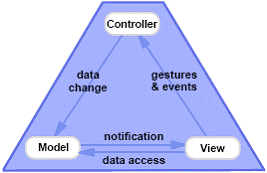 Controller
data
change
gestures
& events
notification
Model
View
data access